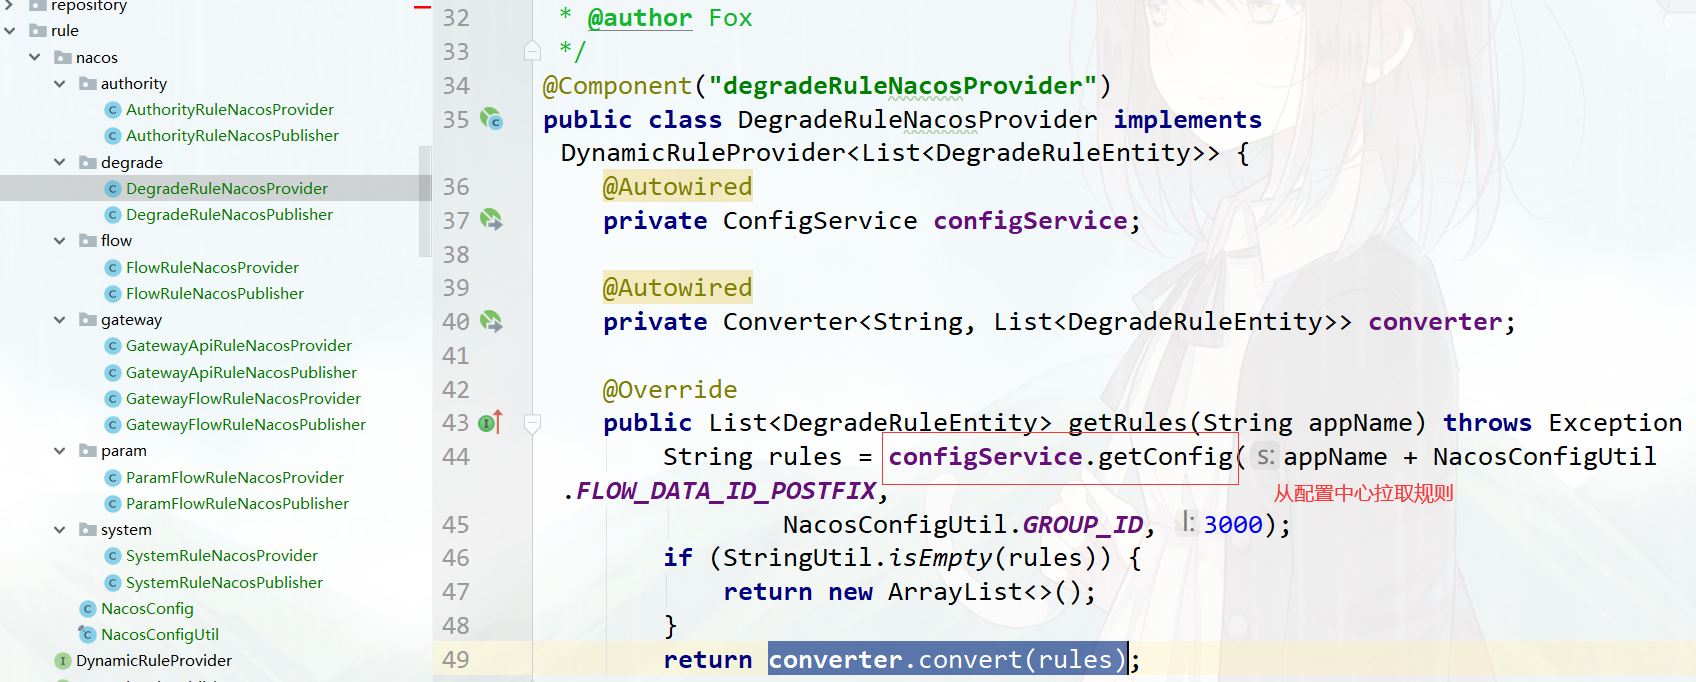 repository
rule
nacos
authority
AuthorityRuleNacosProvider
AuthorityRuleNacosPublisher
degrade
DegradeRuleNacosProvider
DegradeRuleNacosPublisher
flow
FlowRuleNacosProvider
FlowRuleNacosPublisher
gateway
GatewayApiRuleNacosProvider
GatewayApiRuleNacosPublisher
GatewayFlowRuleNacosProvider
GatewayFlowRuleNacosPublisher
param
ParamFlowRuleNacosProvider
ParamFlowRuleNacosPublisher
system
SystemRuleNacosProvider
SystemRuleNacosPublisher
NacosConfig
NacosConfigUtil
DynamicRuleProvider
32 * @author Fox
33 */
34 @Component("degradeRuleNacosProvider")
35 public class DegradeRuleNacosProvider implements
DynamicRuleProvider<List<DegradeRuleEntity>> {
36 @Autowired
37 private ConfigService configService;
38
39 @Autowired
40 private Converter<String, List<DegradeRuleEntity>> converter;
41
42 @Override
43 public List<DegradeRuleEntity> getRules(String appName) throws Exception
44 String rules = configService.getConfig( s: appName + NacosConfigUtil
.FLOW_DATA_ID_POSTFIX,
从配置中心拉取规则
45 NacosConfigUtil.GROUP_ID, l: 3000);
46 if (StringUtil.isEmpty(rules)) {
47 return new ArrayList<>();
48 }
49 return converter.convert(rules);